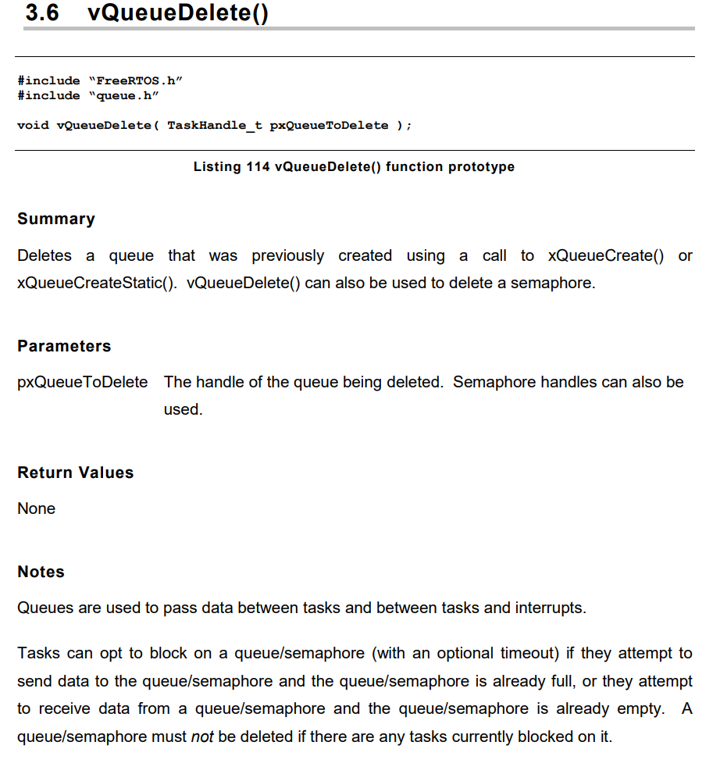 3.6 vQueueDelete()
#include “FreeRTOS.h”
#include “queue.h”
void vQueueDelete( TaskHandle_t pxQueueToDelete );
Listing 114 vQueueDelete() function prototype
Summary
Deletes a queue that was previously created using a call to xQueueCreate() or
xQueueCreateStatic(). vQueueDelete() can also be used to delete a semaphore.
Parameters
pxQueueToDelete The handle of the queue being deleted. Semaphore handles can also be
used.
Return Values
None
Notes
Queues are used to pass data between tasks and between tasks and interrupts.
Tasks can opt to block on a queue/semaphore (with an optional timeout) if they attempt to
send data to the queue/semaphore and the queue/semaphore is already full, or they attempt
to receive data from a queue/semaphore and the queue/semaphore is already empty. A
queue/semaphore must not be deleted if there are any tasks currently blocked on it.